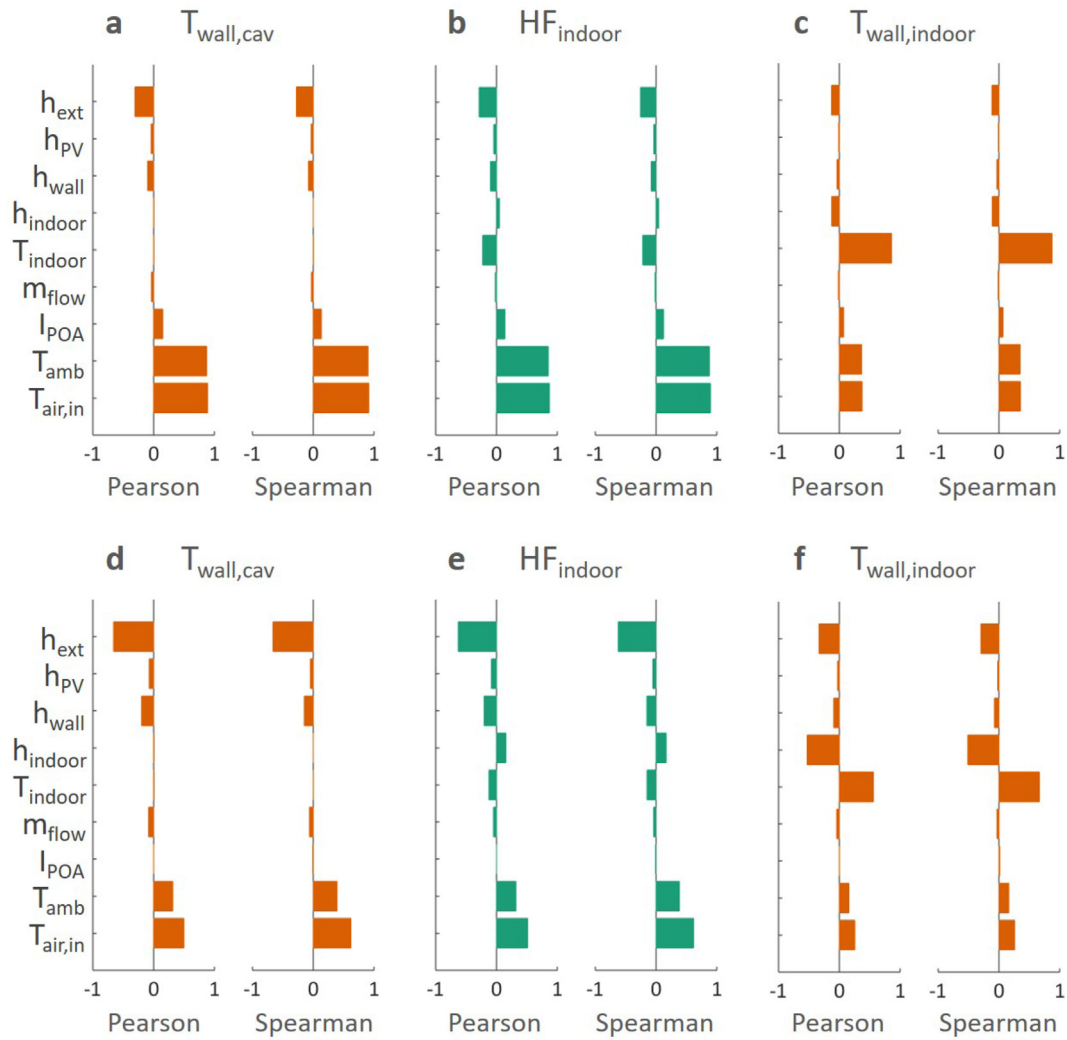 a T_wall,cav b HF_indoor c T_wall,indoor
h_ext
h_PV
h_wall
h_indoor
T_indoor
m_flow
I_POA
T_amb
T_air,in
-1 0 1 -1 0 1 -1 0 1 -1 0 1 -1 0 1 -1 0 1
Pearson Spearman Pearson Spearman Pearson Spearman
d T_wall,cav e HF_indoor f T_wall,indoor
h_ext
h_PV
h_wall
h_indoor
T_indoor
m_flow
I_POA
T_amb
T_air,in
-1 0 1 -1 0 1 -1 0 1 -1 0 1 -1 0 1 -1 0 1
Pearson Spearman Pearson Spearman Pearson Spearman